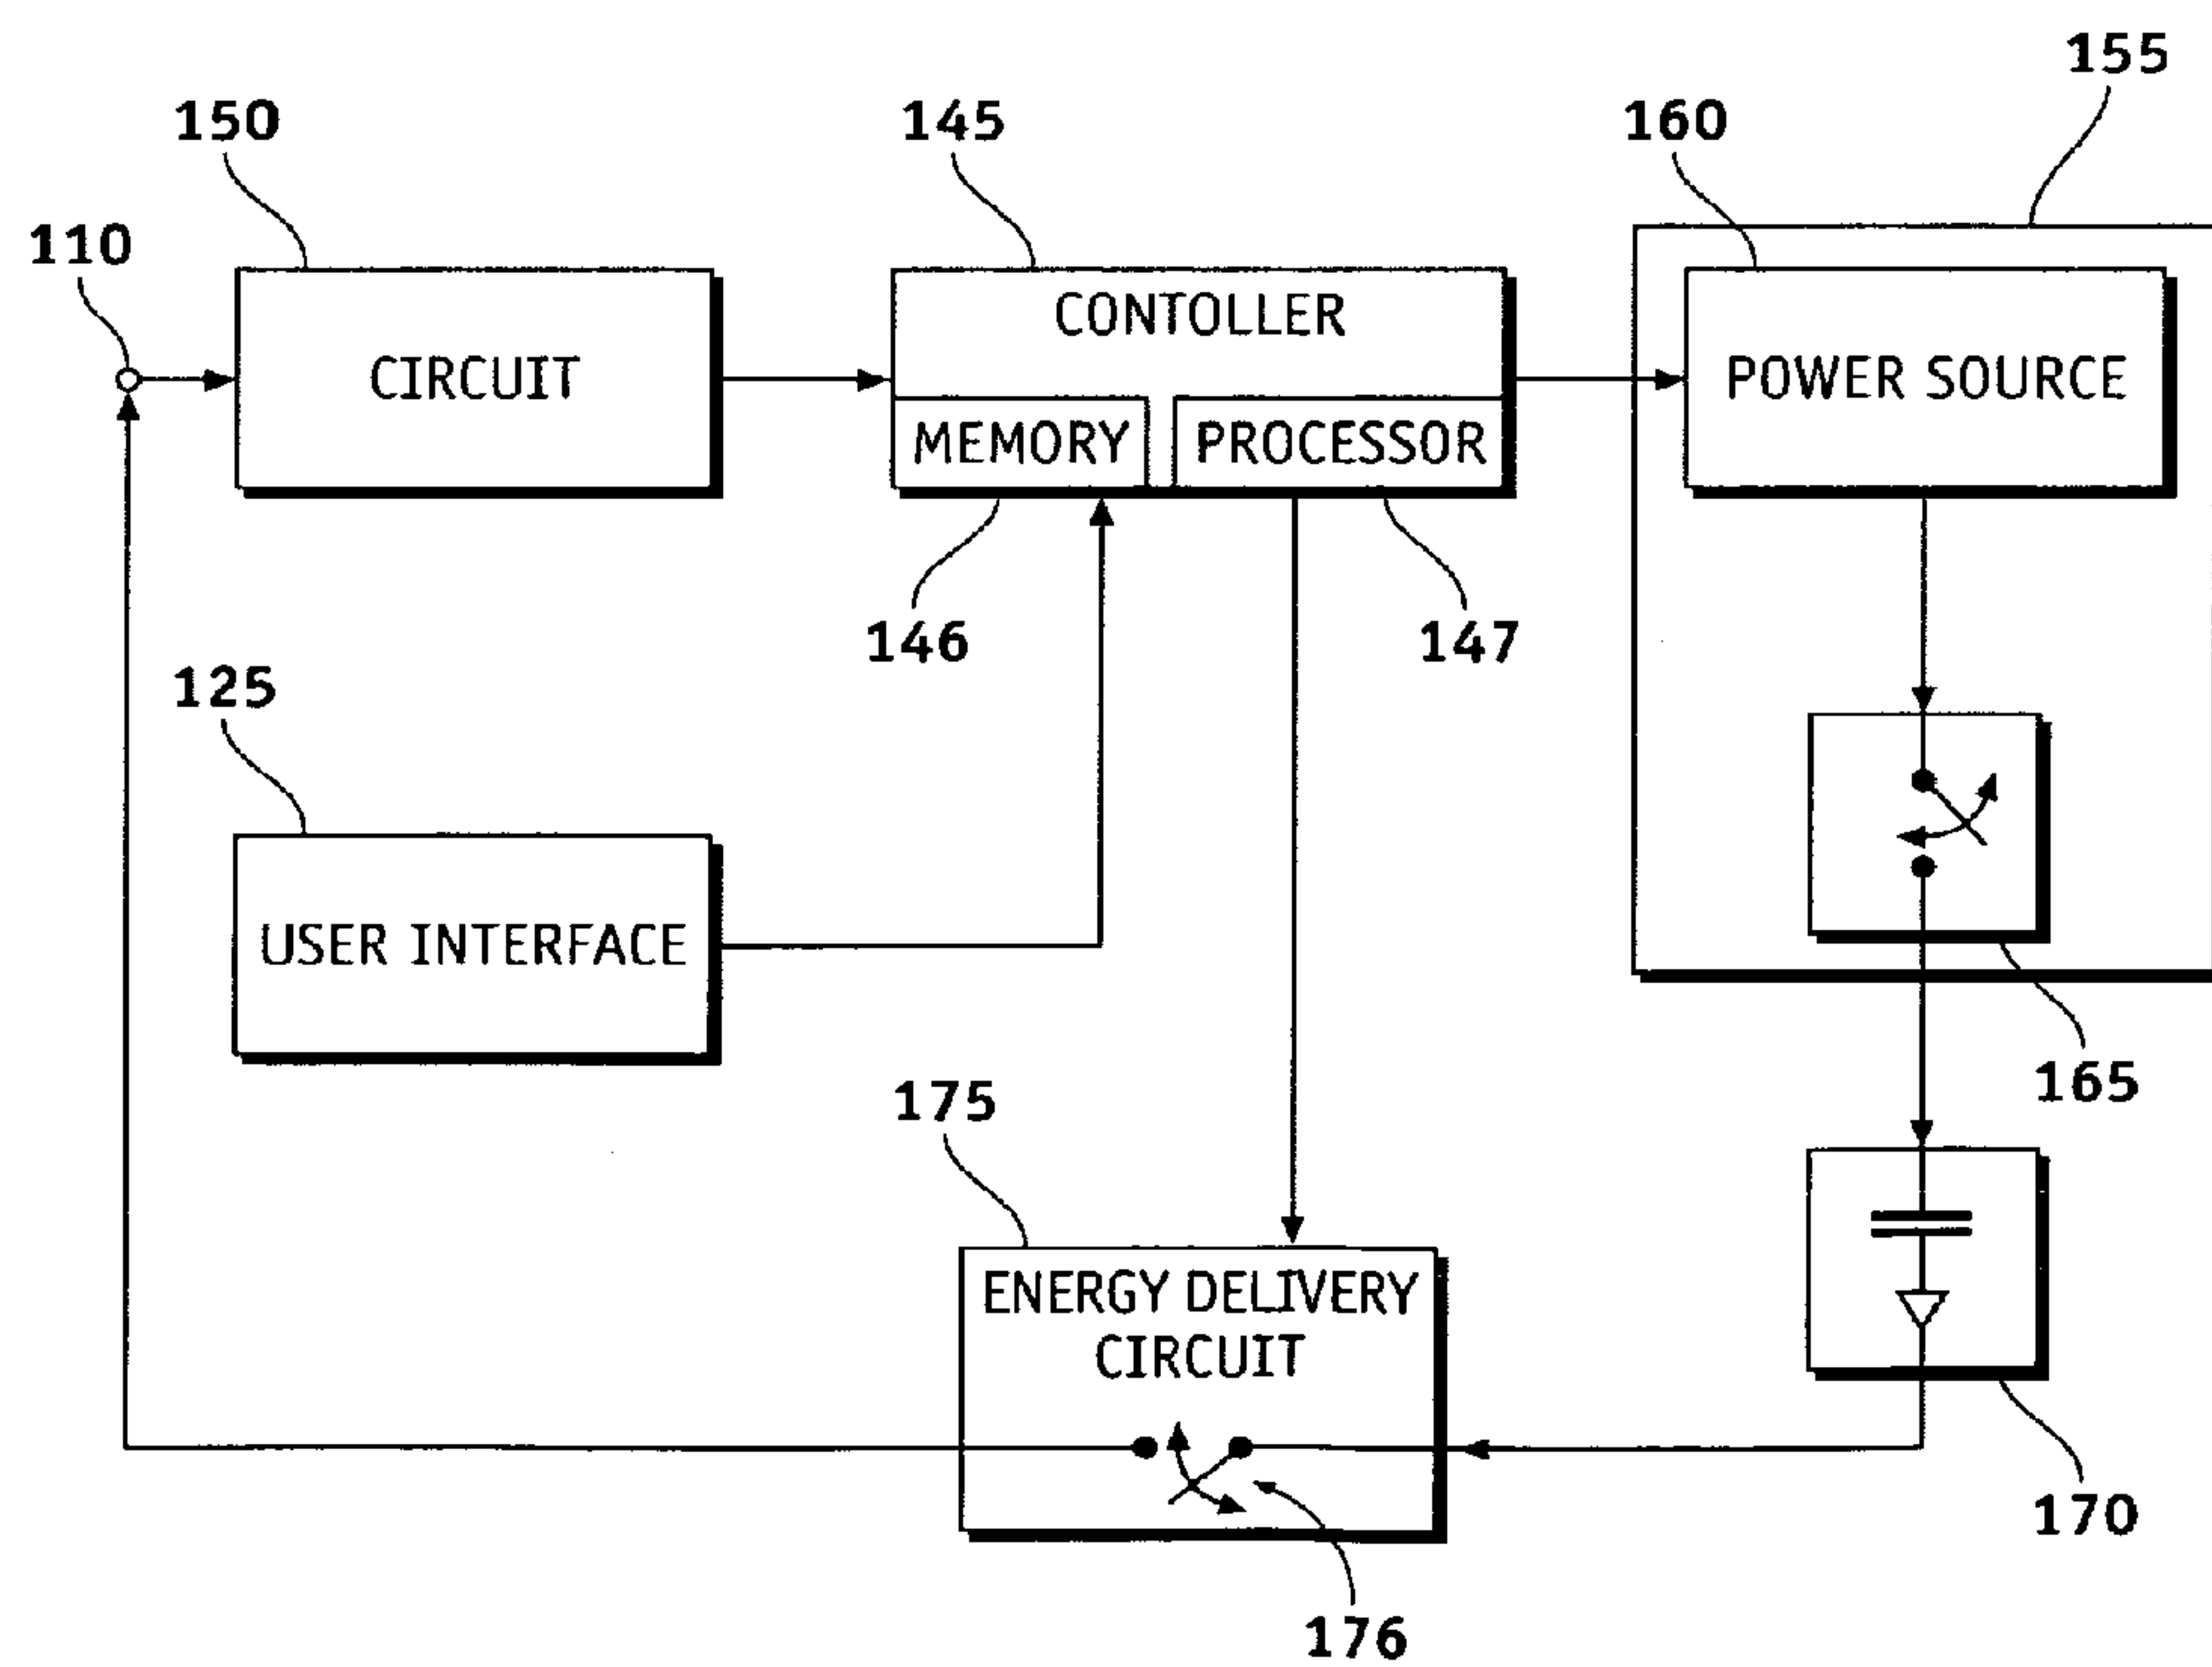 155
150
145
160
110
CONTOLLER
CIRCUIT
POWER SOURCE
MEMORY
PROCESSOR
146
147
125
USER INTERFACE
165
175
ENERGY DELIVERY
CIRCUIT
170
176